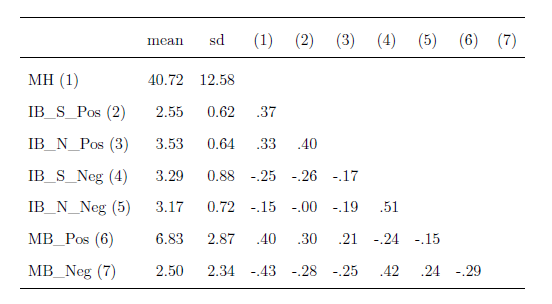 mean sd (1) (2) (3) (4) (5) (6) (7)
MH (1) 40.72 12.58
IB_S_Pos (2) 2.55 0.62 .37
IB_N_Pos (3) 3.53 0.64 .33 .40
IB_S_Neg (4) 3.29 0.88 -.25 -.26 -.17
IB_N_Neg (5) 3.17 0.72 -.15 -.00 -.19 .51
MB_Pos (6) 6.83 2.87 .40 .30 .21 -.24 -.15
MB_Neg (7) 2.50 2.34 -.43 -.28 -.25 .42 .24 -.29